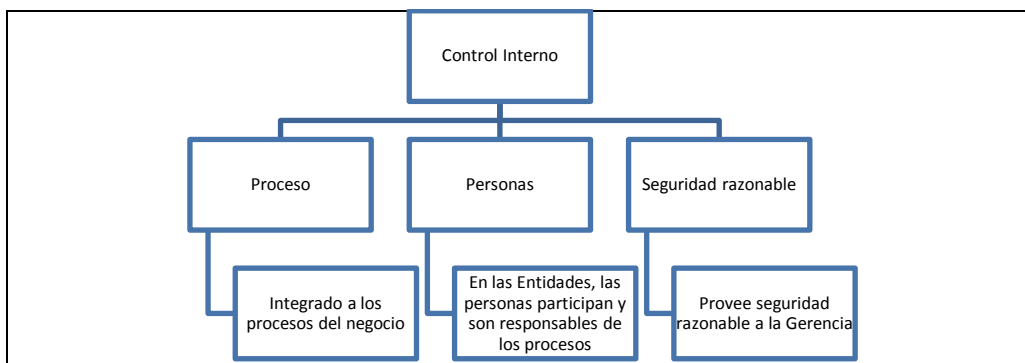 Control Interno
Proceso
Personas
Seguridad razonable
Integrado a los
procesos del negocio
En las Entidades, las
personas participan y
son responsables de
los procesos
Provee seguridad
razonable a la Gerencia